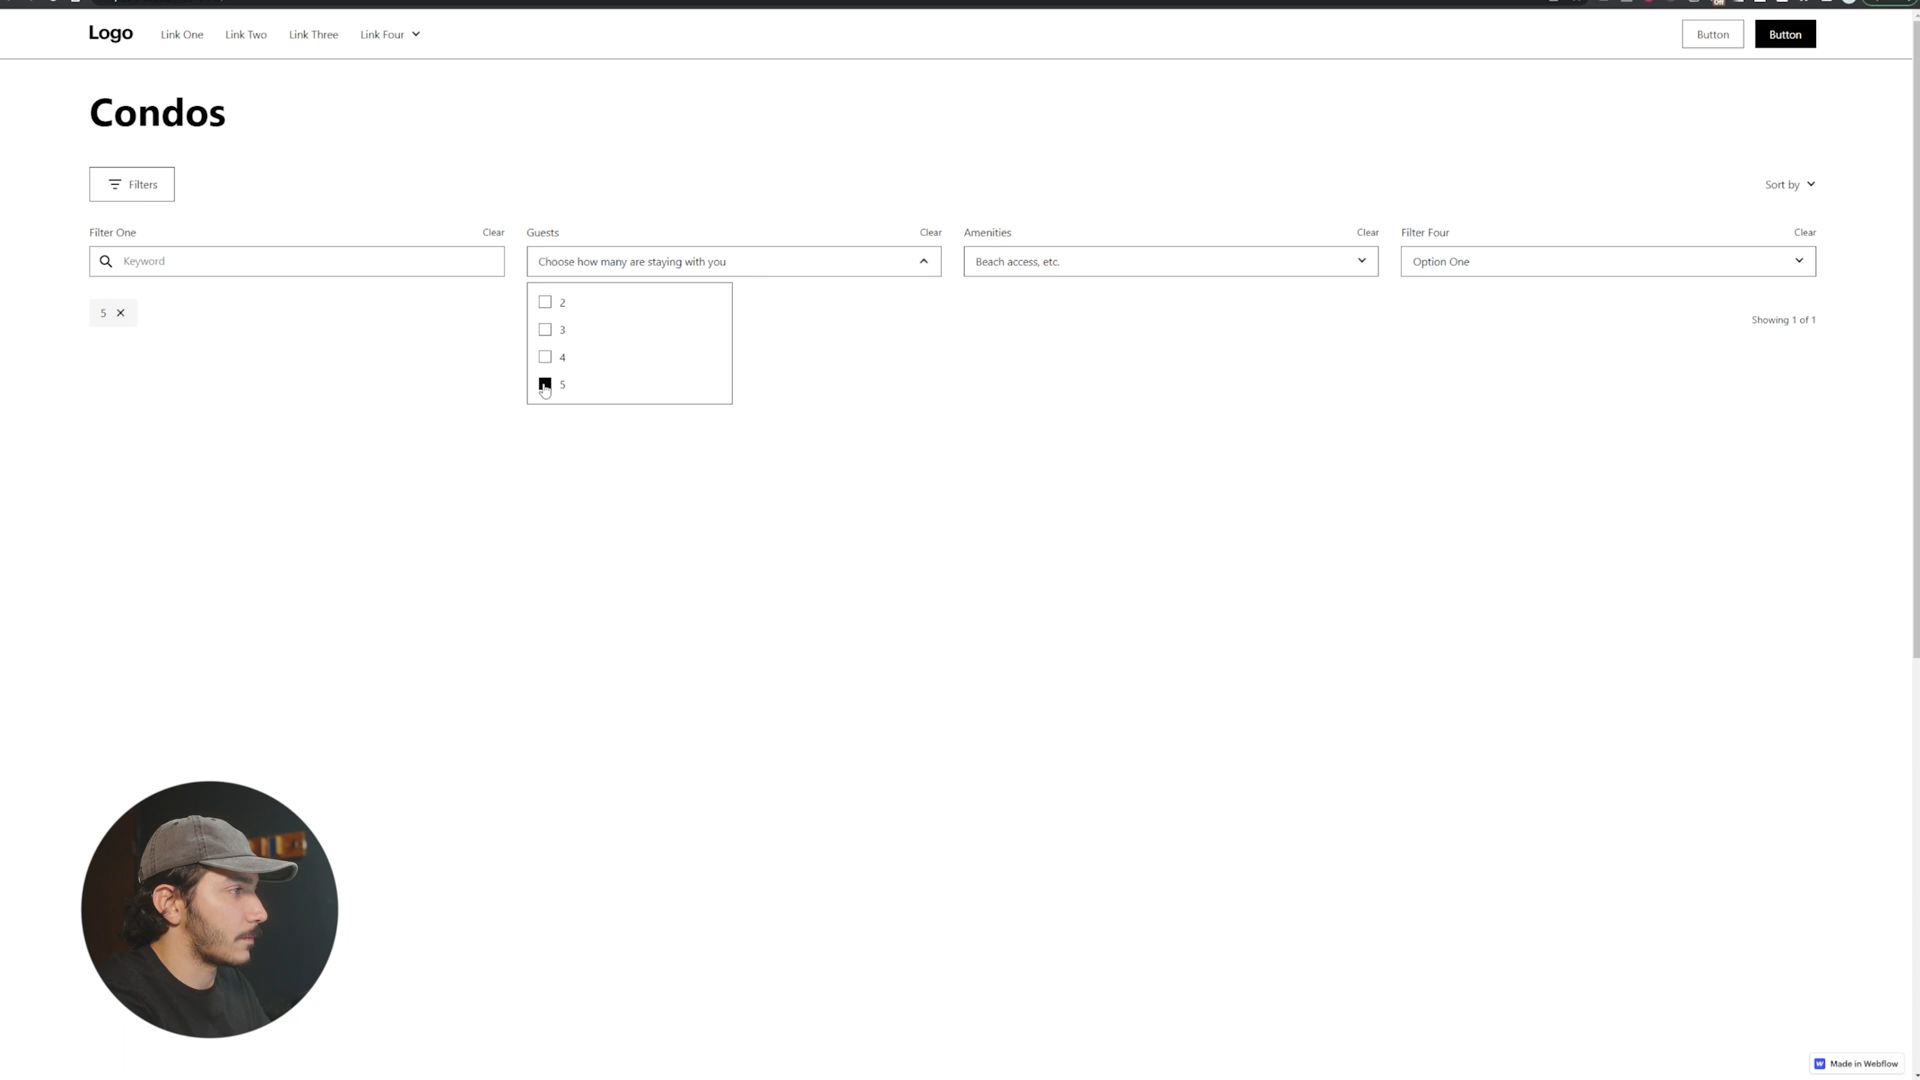 Logo Link One Link Two Link Three Link Four Button Button
Condos
Filters Sort by
Filter One Clear Guests Clear Amenities Clear Filter Four Clear
Keyword Choose how many are staying with you Beach access, etc. Option One
2
5 Showing 1 of 1
3
4
5
Made in Webflow